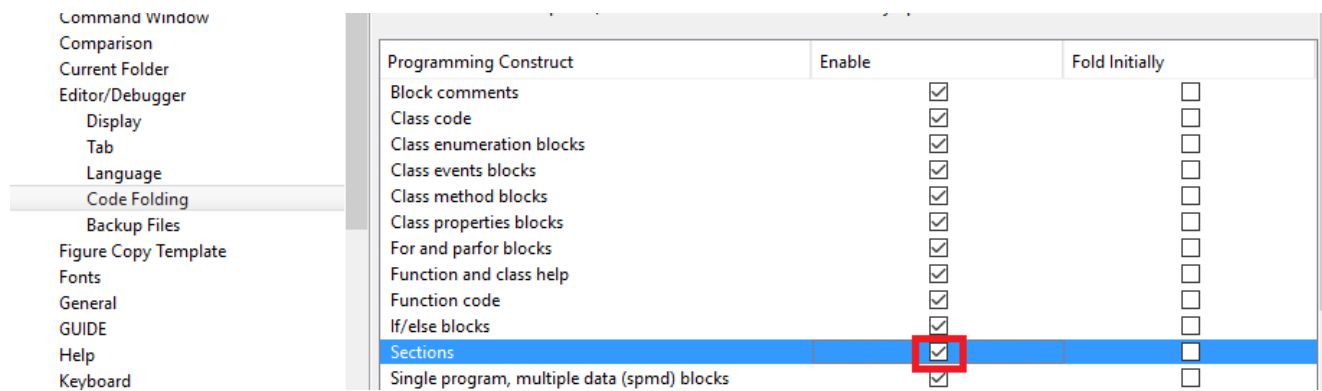 Command Window
Comparison
Current Folder
Editor/Debugger
Display
Tab
Language
Code Folding
Backup Files
Figure Copy Template
Fonts
General
GUIDE
Help
Keyboard
Programming Construct Enable Fold Initially
Block comments
Class code
Class enumeration blocks
Class events blocks
Class method blocks
Class properties blocks
For and parfor blocks
Function and class help
Function code
If/else blocks
Sections
Single program, multiple data (spmd) blocks